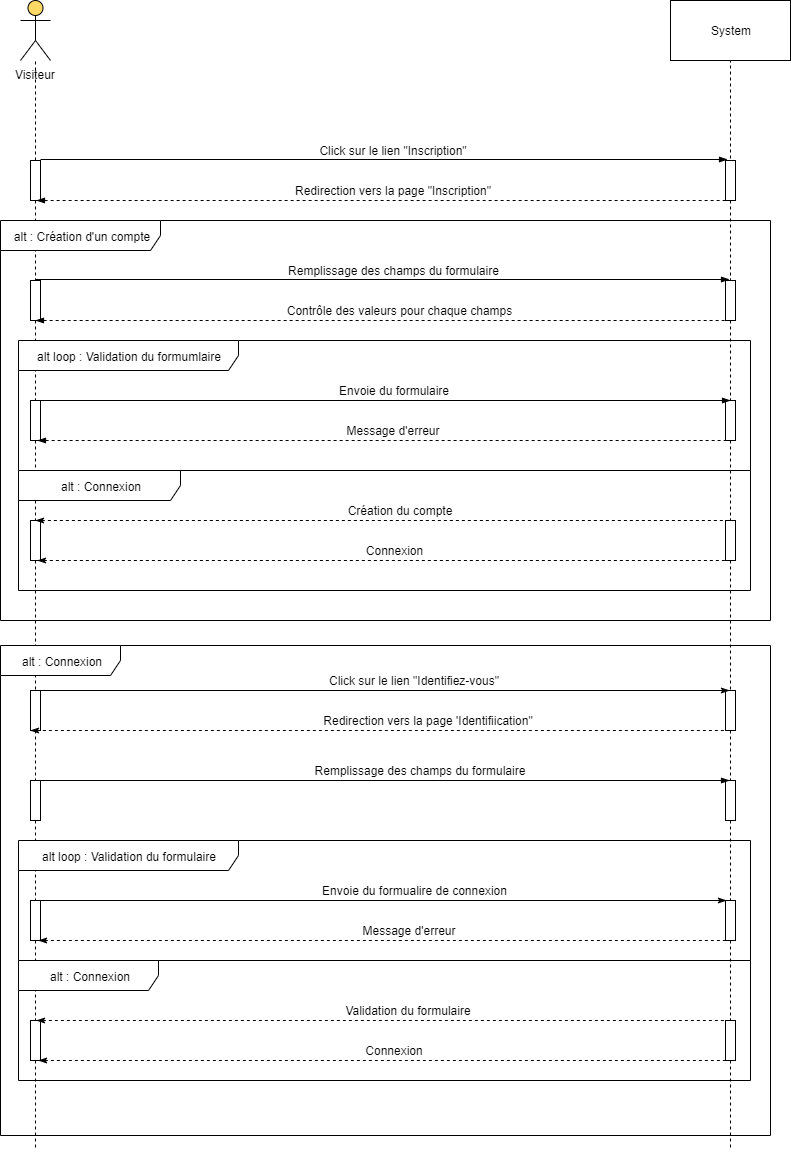 System
Visiteur
Click sur le lien "Inscription"
Redirection vers la page "Inscription"
alt : Création d'un compte
Remplissage des champs du formulaire
Contrôle des valeurs pour chaque champs
alt loop : Validation du formumlaire
Envoie du formulaire
Message d'erreur
alt : Connexion
Création du compte
Connexion
alt : Connexion
Click sur le lien "Identifiez-vous"
Redirection vers la page 'Identifiication"
Remplissage des champs du formulaire
alt loop : Validation du formulaire
Envoie du formualire de connexion
Message d'erreur
alt : Connexion
Validation du formulaire
Connexion